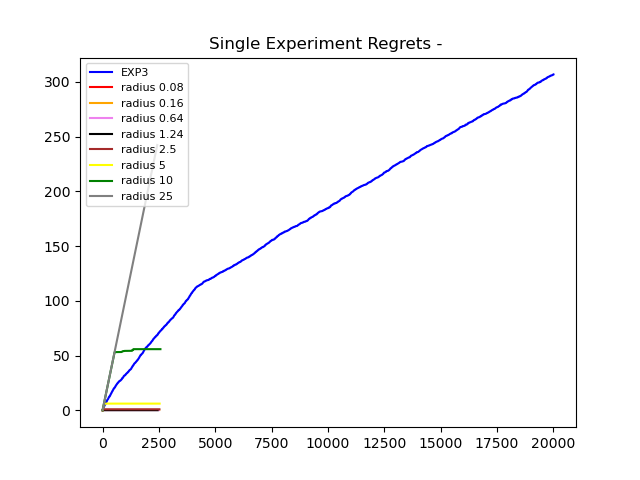 Single Experiment Regrets -
EXP3
radius 0.08
radius 0.16
radius 0.64
radius 1.24
radius 2.5
radius 5
radius 10
radius 25
300
250
200
150
100
50
0
0 2500 5000 7500 10000 12500 15000 17500 20000